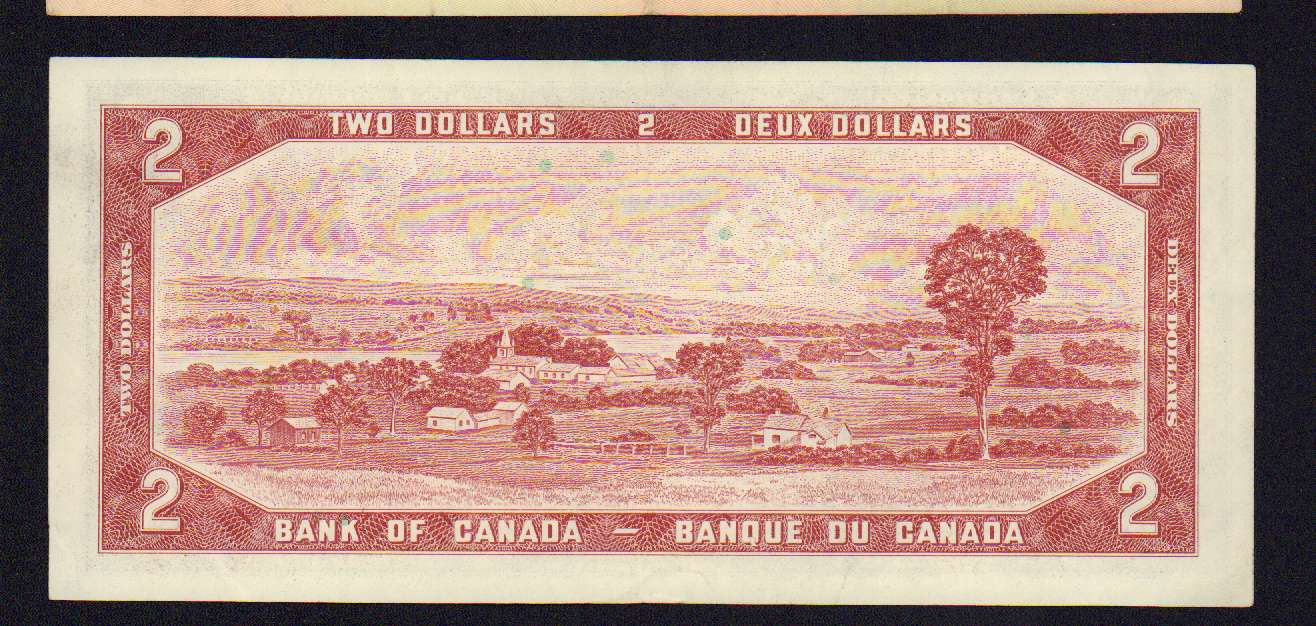 TWO DOLLARS 2 DEUX DOLLARS
2 2
TWO DOLLARS
DEUX DOLLARS
2 2
BANK OF CANADA — BANQUE DU CANADA